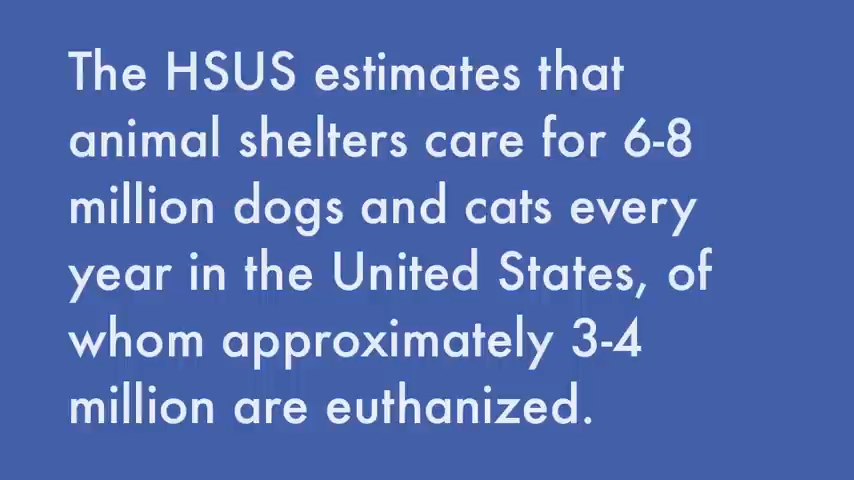 The HSUS estimates that
animal shelters care for 6-8
million dogs and cats every
year in the United States, of
whom approximately 3-4
million are euthanized.